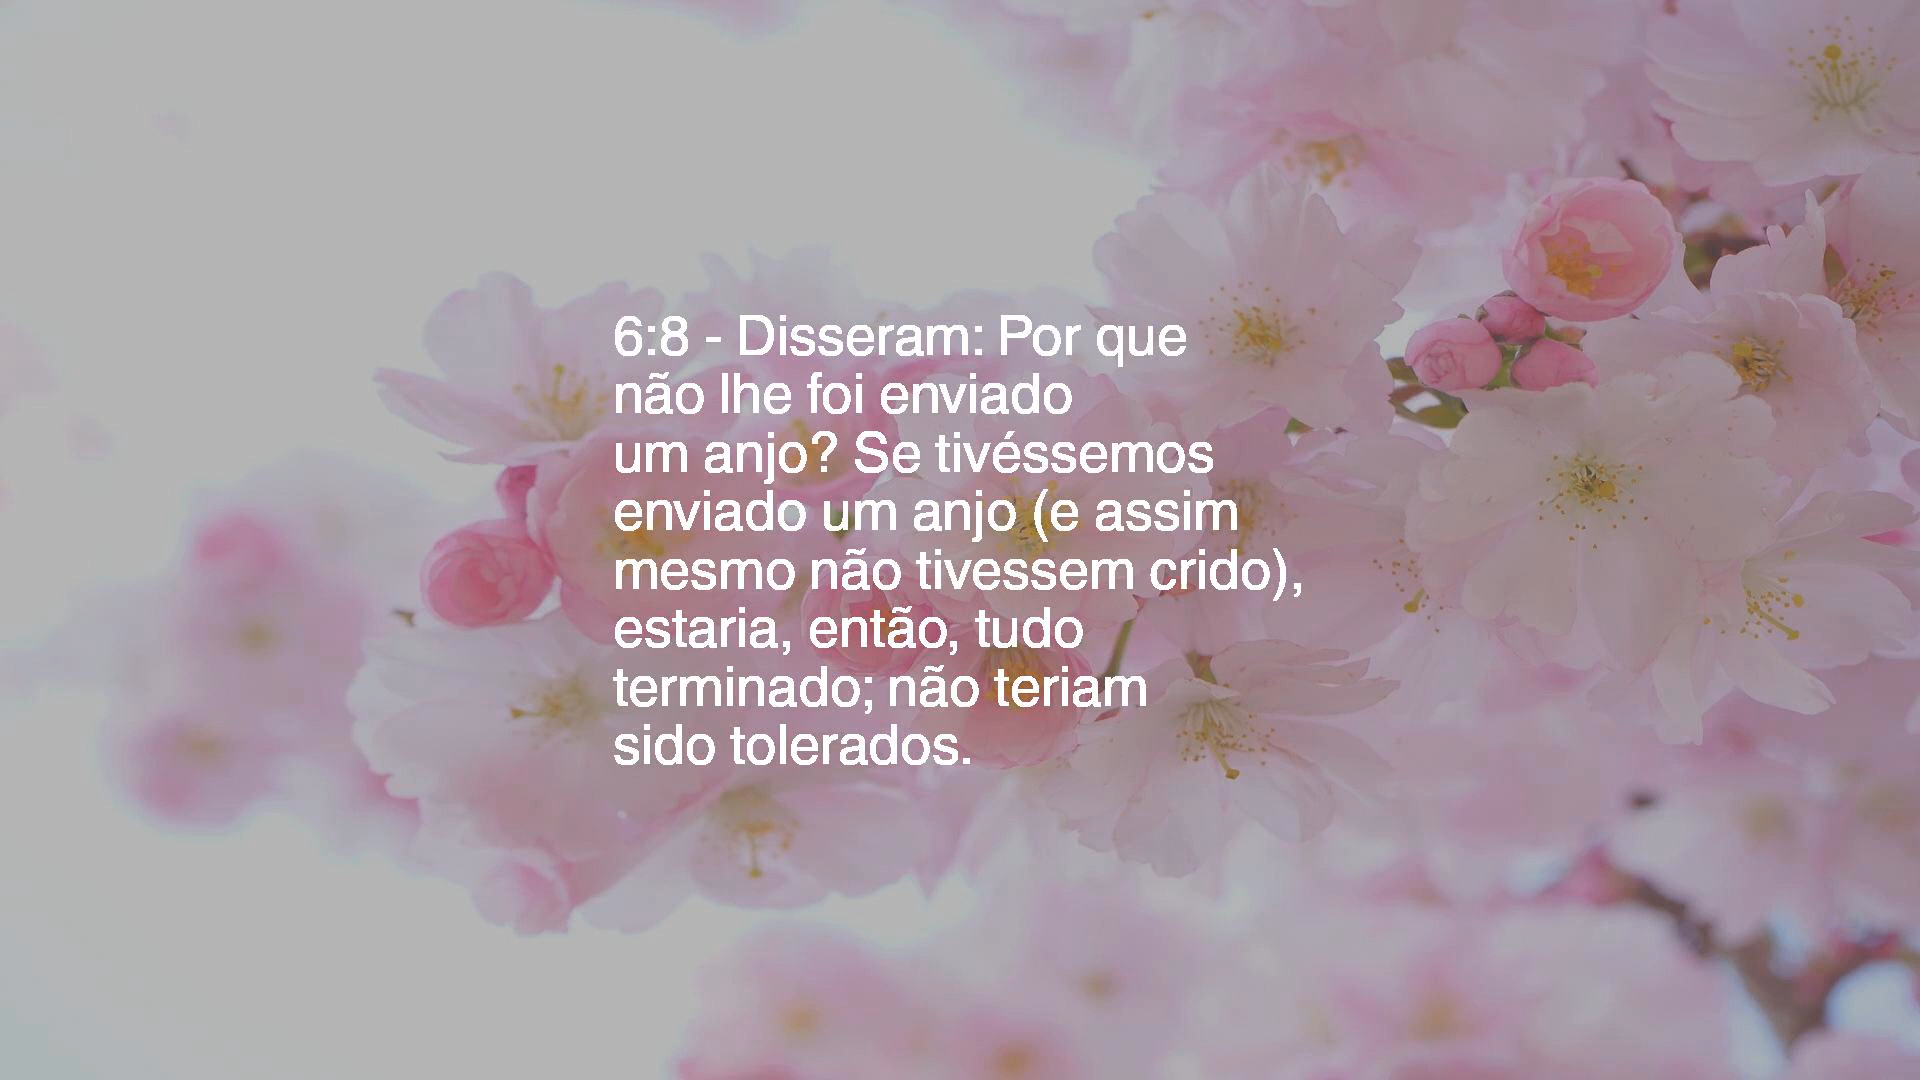 6:8 - Disseram: Por que
não lhe foi enviado
um anjo? Se tivéssemos
enviado um anjo (e assim
mesmo não tivessem crido),
estaria, então, tudo
terminado; não teriam
sido tolerados.